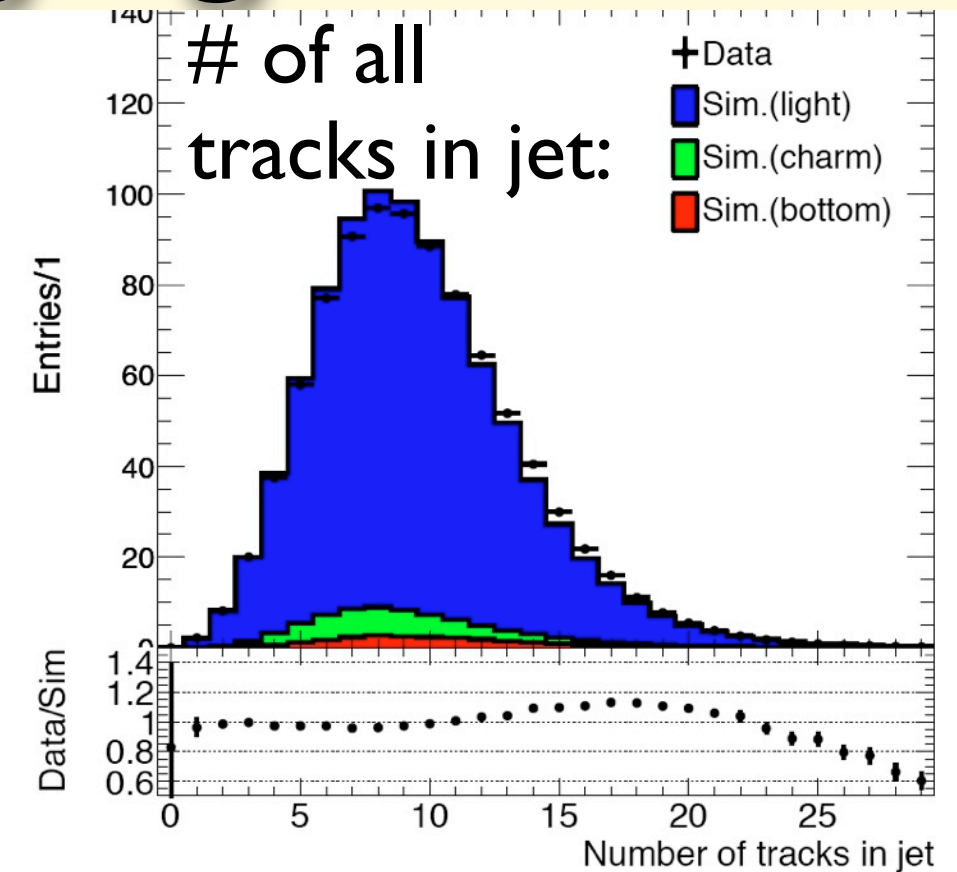 # of all
tracks in jet:
Data
Sim.(light)
Sim.(charm)
Sim.(bottom)
Entries/1
140
120
100
80
60
40
20
0
Data/Sim
1.4
1.2
1
0.8
0.6
0 5 10 15 20 25
Number of tracks in jet